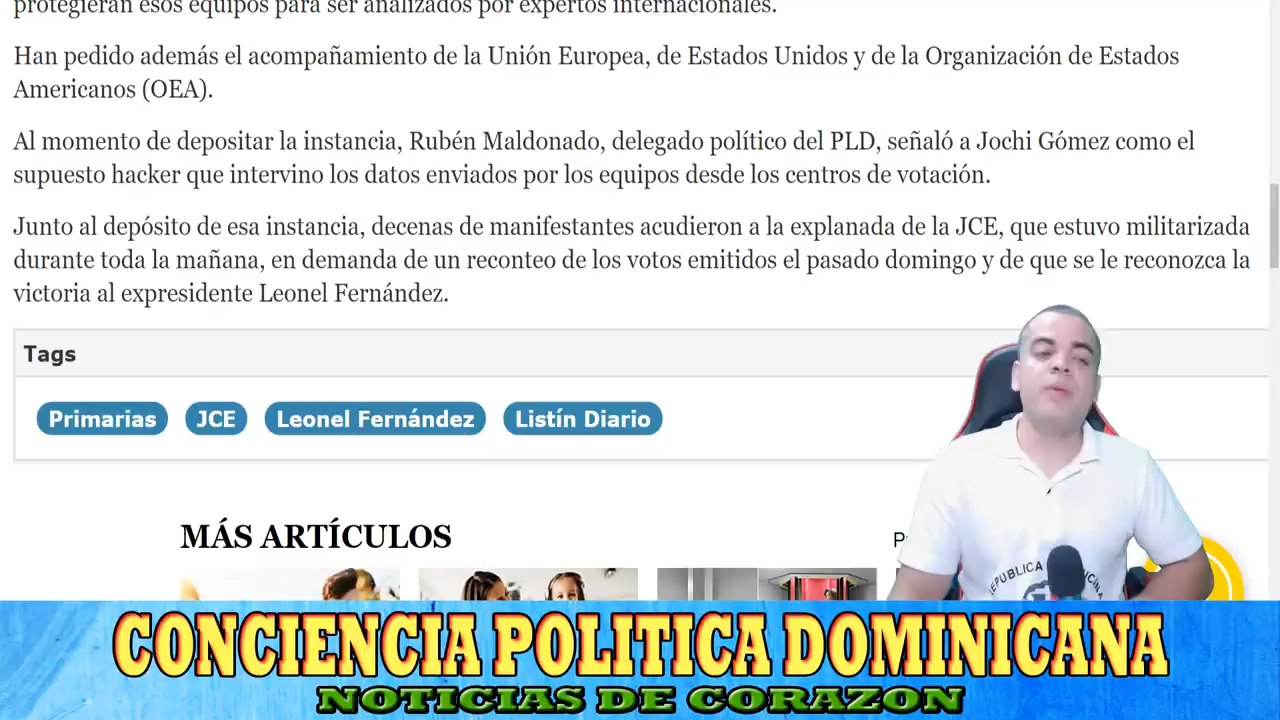 protegieran esos equipos para ser analizados por expertos internacionales.
Han pedido además el acompañamiento de la Unión Europea, de Estados Unidos y de la Organización de Estados
Americanos (OEA).
Al momento de depositar la instancia, Rubén Maldonado, delegado político del PLD, señaló a Jochi Gómez como el
supuesto hacker que intervino los datos enviados por los equipos desde los centros de votación.
Junto al depósito de esa instancia, decenas de manifestantes acudieron a la explanada de la JCE, que estuvo militarizada
durante toda la mañana, en demanda de un reconteo de los votos emitidos el pasado domingo y de que se le reconozca la
victoria al expresidente Leonel Fernández.
Tags
Primarias JCE Leonel Fernández Listín Diario
MÁS ARTÍCULOS
REPÚBLICA
CONCIENCIA POLITICA DOMINICANA
NOTICIAS DE CORAZON